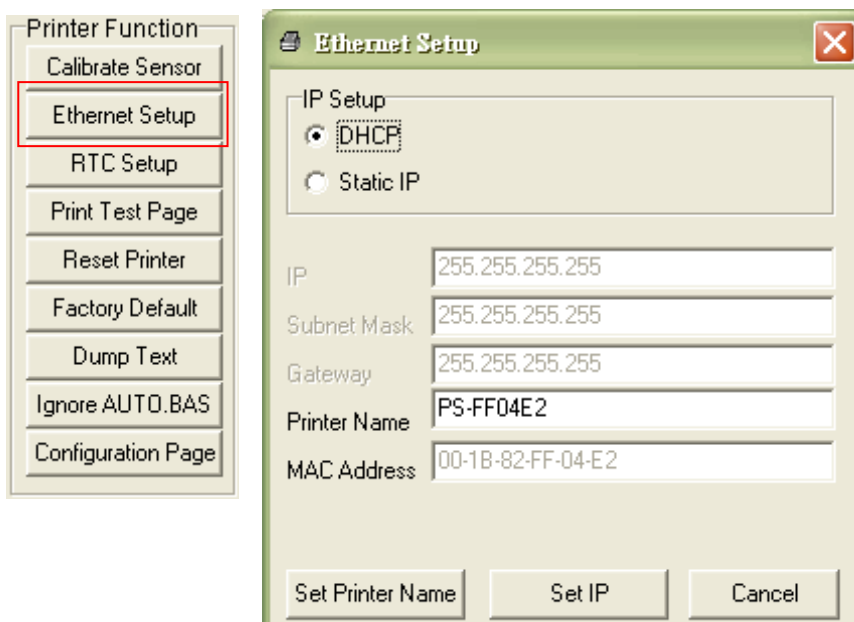 Printer Function
Calibrate Sensor
Ethernet Setup
RTC Setup
Print Test Page
Reset Printer
Factory Default
Dump Text
Ignore AUTO.BAS
Configuration Page
Ethernet Setup
IP Setup
DHCP
Static IP
IP 255.255.255.255
Subnet Mask 255.255.255.255
Gateway 255.255.255.255
Printer Name PS-FF04E2
MAC Address 00-1B-82-FF-04-E2
Set Printer Name Set IP Cancel